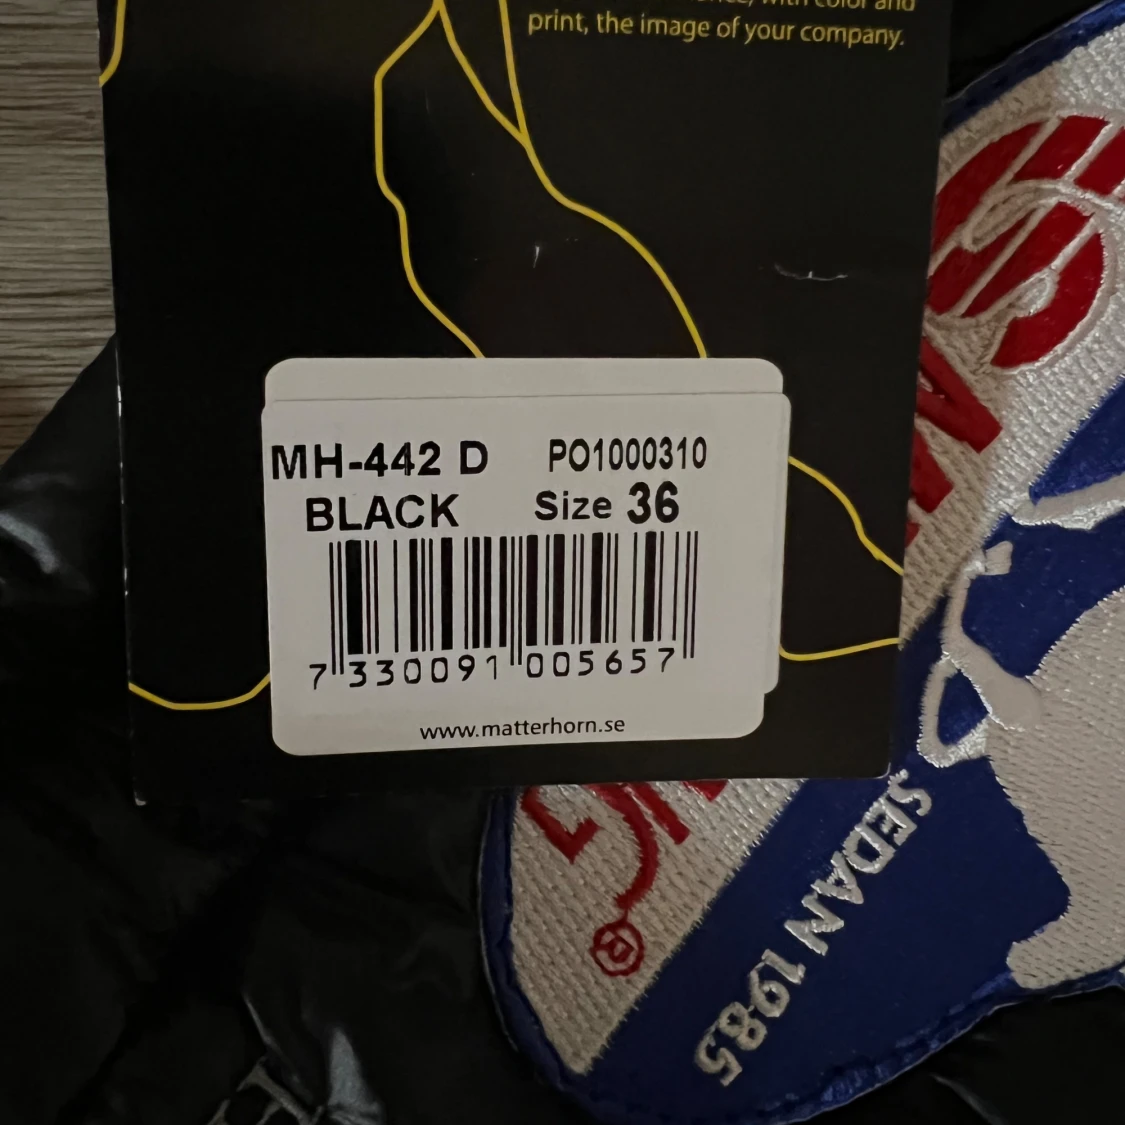 print, the image of your company.
MH-442 D PO1000310
BLACK Size 36
7 330091 005657
www.matterhorn.se
®
SEDAN 1985